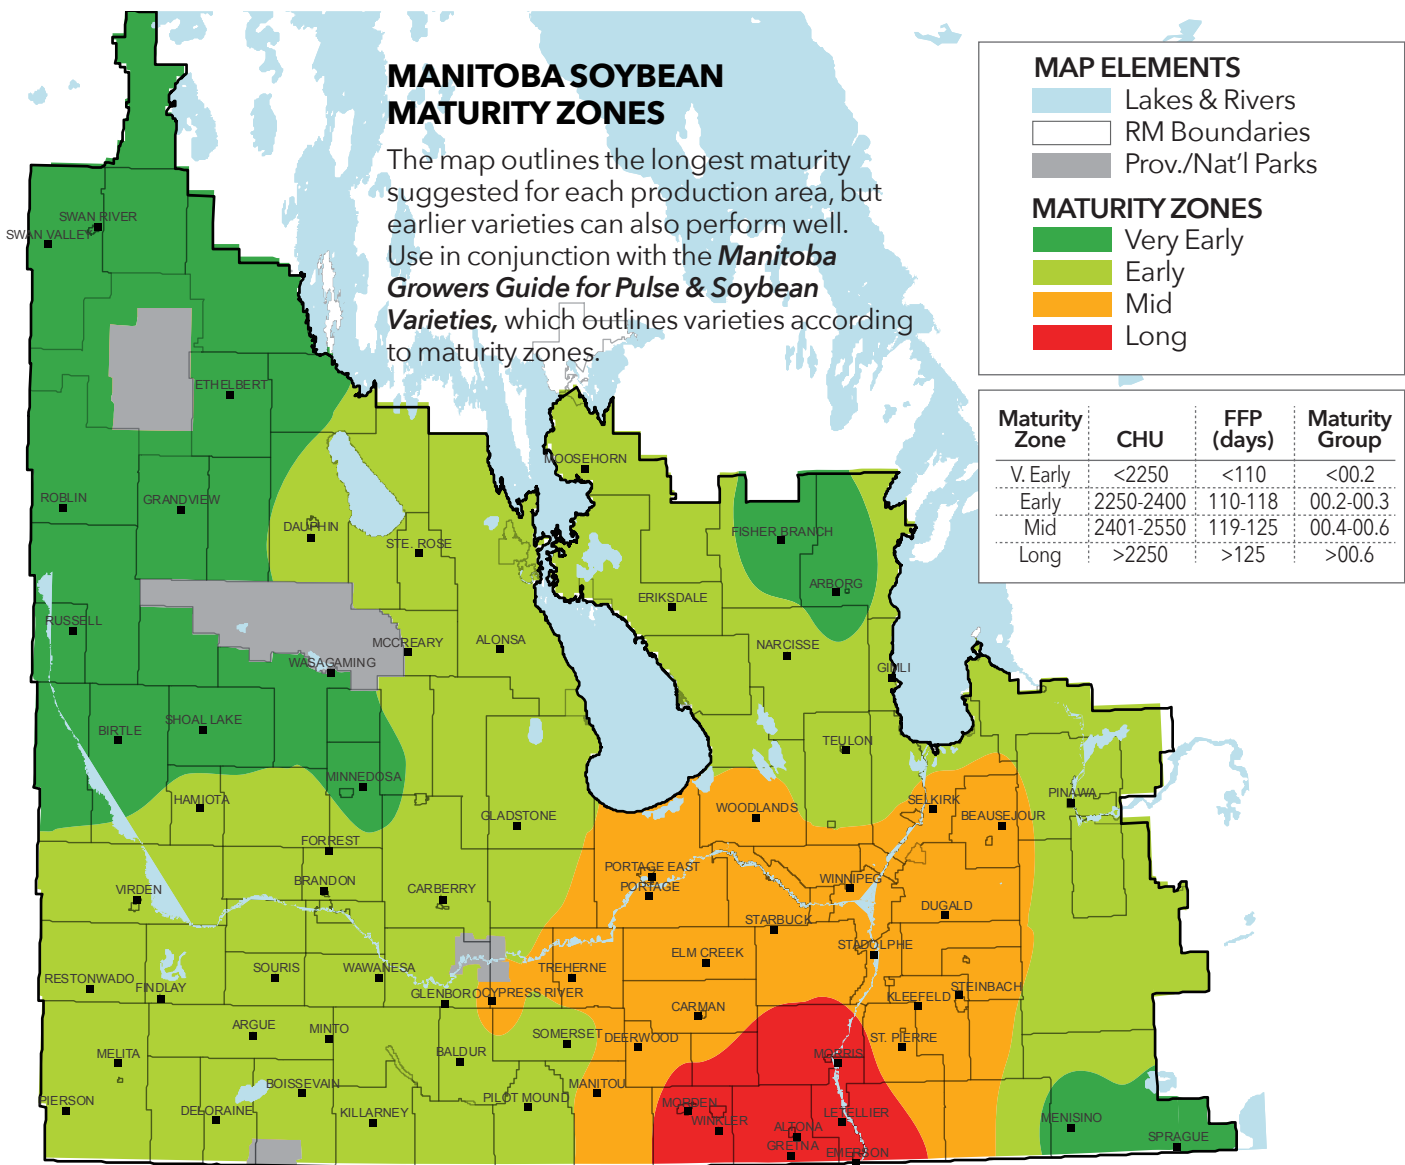 MANITOBA SOYBEAN
MATURITY ZONES
The map outlines the longest maturity
suggested for each production area, but
earlier varieties can also perform well.
Use in conjunction with the Manitoba
Growers Guide for Pulse & Soybean
Varieties, which outlines varieties according
to maturity zones.
MAP ELEMENTS
Lakes & Rivers
RM Boundaries
Prov./Nat'l Parks
MATURITY ZONES
Very Early
Early
Mid
Long
Maturity Zone CHU FFP (days) Maturity Group
V. Early <2250 <110 <00.2
Early 2250-2400 110-118 00.2-00.3
Mid 2401-2550 119-125 00.4-00.6
Long >2250 >125 >00.6
SWAN RIVER
SWAN VALLEY
ETHELBERT
MOOSEHORN
ROBLIN
GRANDVIEW
DAUPHIN
STE. ROSE
FISHER BRANCH
ARBORG
ERIKSDALE
RUSSELL
MCCREARY
ALONSA
NARCISSE
WASAGAMING
GIMLI
BIRTLE
SHOAL LAKE
TEULON
MINNEDOSA
HAMIOTA
GLADSTONE
WOODLANDS
SELKIRK
BEAUSEJOUR
PINAWA
FORREST
BRANDON
VIRDEN
CARBERRY
PORTAGE EAST
PORTAGE
WINNIPEG
DUGALD
STARBUCK
STADOLPHE
ELM CREEK
RESTONWADO
FINDLAY
SOURIS
WAWANESA
TREHERNE
GLENBORO
CYPRESS RIVER
STEINBACH
KLEEFELD
CARMAN
ARGUE
MINTO
SOMERSET
DEERWOOD
ST. PIERRE
MELITA
BALDUR
MORRIS
BOISSEVAIN
MANITOU
PIERSON
DELORAINE
KILLARNEY
PILOT MOUND
MORDEN
WINKLER
LETELLIER
ALTONA
GRETNA
EMERSON
MENISINO
SPRAGUE